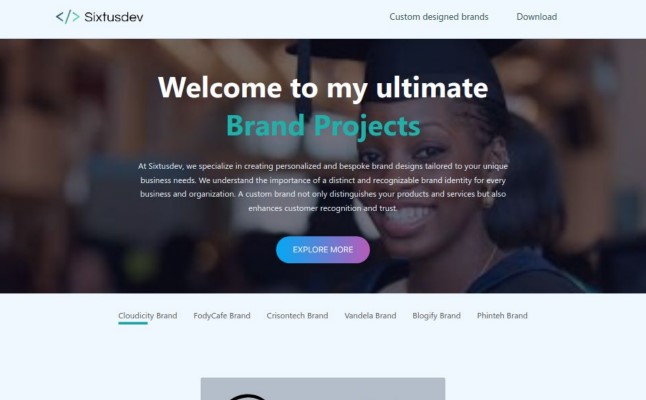 </> Sixtusdev
Custom designed brands
Download
Welcome to my ultimate
Brand Projects
At Sixtusdev, we specialize in creating personalized and bespoke brand designs tailored to your unique
business needs. We understand the importance of a distinct and recognizable brand identity for every
business and organization. A custom brand not only distinguishes your products and services but also
enhances customer recognition and trust.
EXPLORE MORE
Cloudicity Brand
FodyCafe Brand
Crisontech Brand
Vandela Brand
Blogify Brand
Phinteh Brand